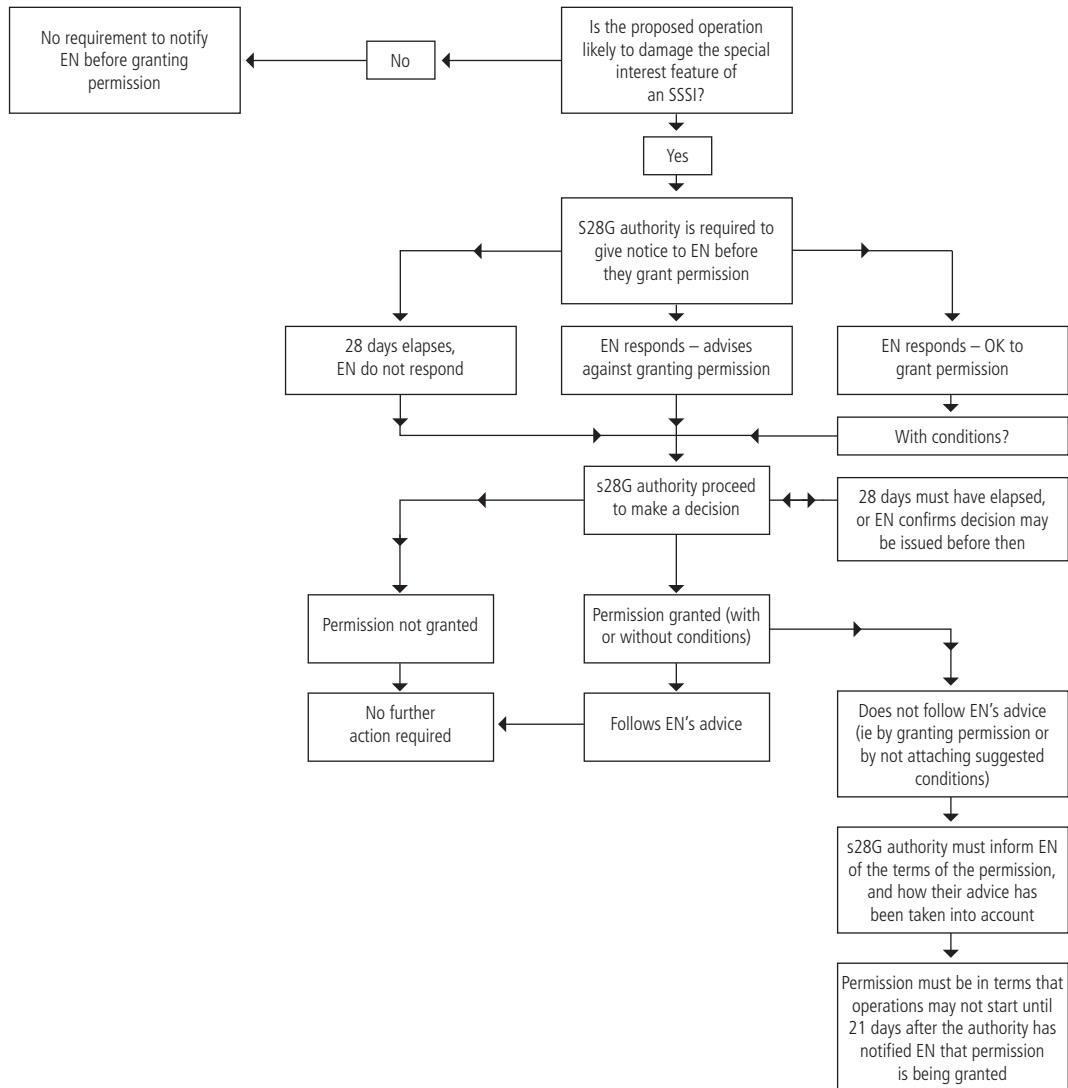 No requirement to notify
EN before granting
permission
No
Is the proposed operation
likely to damage the special
interest feature of
an SSSI?
Yes
S28G authority is required to
give notice to EN before
they grant permission
28 days elapses,
EN do not respond
EN responds – advises
against granting permission
EN responds – OK to
grant permission
With conditions?
s28G authority proceed
to make a decision
28 days must have elapsed,
or EN confirms decision may
be issued before then
Permission not granted
Permission granted (with
or without conditions)
No further
action required
Follows EN’s advice
Does not follow EN’s advice
(ie by granting permission or
by not attaching suggested
conditions)
s28G authority must inform EN
of the terms of the permission,
and how their advice has
been taken into account
Permission must be in terms that
operations may not start until
21 days after the authority has
notified EN that permission
is being granted